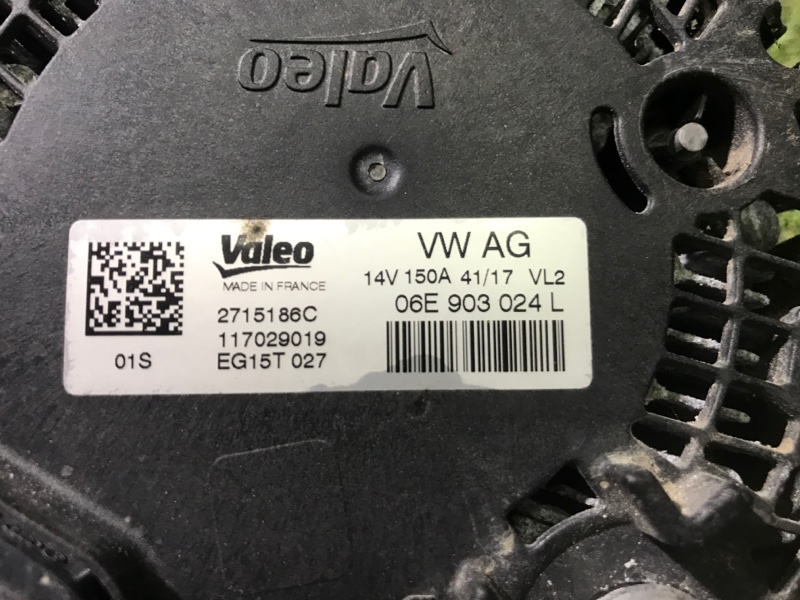 Valeo
Valeo
MADE IN FRANCE
2715186C
117029019
01S
EG15T 027
VW AG
14V 150A 41/17 VL2
06E 903 024 L